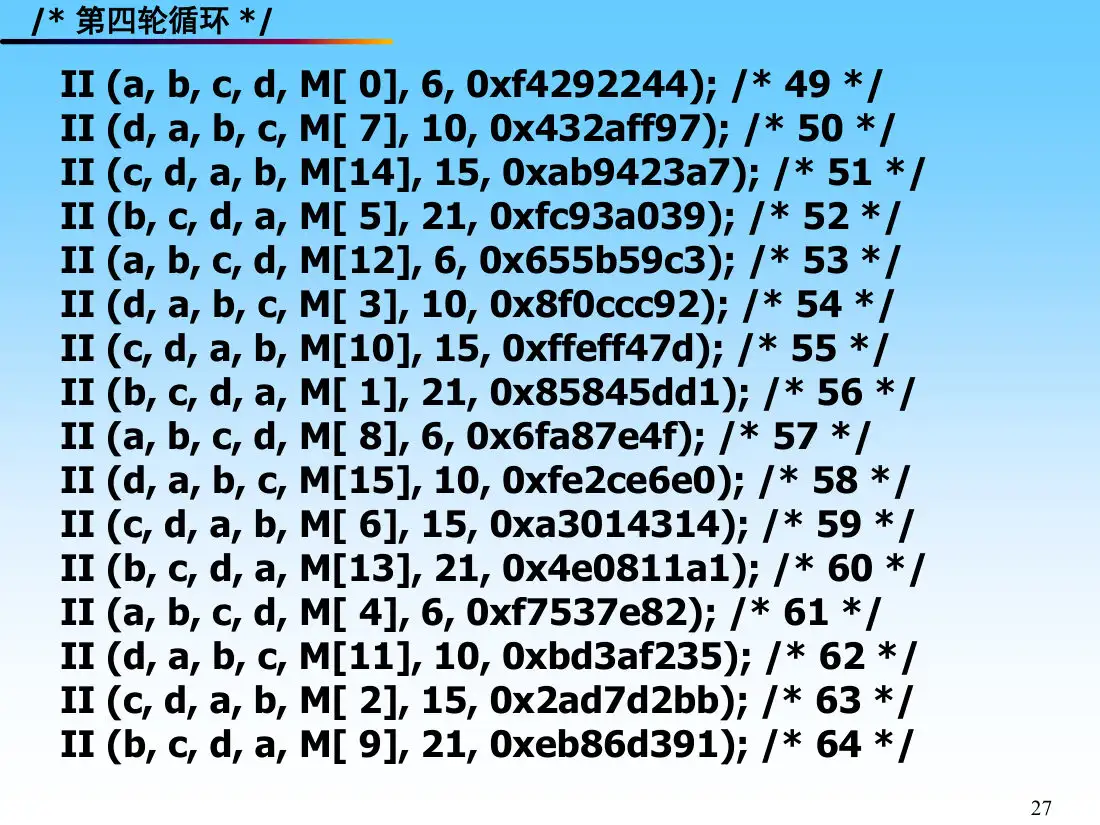 /* 第四轮循环 */
II (a, b, c, d, M[ 0], 6, 0xf4292244); /* 49 */
II (d, a, b, c, M[ 7], 10, 0x432aff97); /* 50 */
II (c, d, a, b, M[14], 15, 0xab9423a7); /* 51 */
II (b, c, d, a, M[ 5], 21, 0xfc93a039); /* 52 */
II (a, b, c, d, M[12], 6, 0x655b59c3); /* 53 */
II (d, a, b, c, M[ 3], 10, 0x8f0ccc92); /* 54 */
II (c, d, a, b, M[10], 15, 0xffeff47d); /* 55 */
II (b, c, d, a, M[ 1], 21, 0x85845dd1); /* 56 */
II (a, b, c, d, M[ 8], 6, 0x6fa87e4f); /* 57 */
II (d, a, b, c, M[15], 10, 0xfe2ce6e0); /* 58 */
II (c, d, a, b, M[ 6], 15, 0xa3014314); /* 59 */
II (b, c, d, a, M[13], 21, 0x4e0811a1); /* 60 */
II (a, b, c, d, M[ 4], 6, 0xf7537e82); /* 61 */
II (d, a, b, c, M[11], 10, 0xbd3af235); /* 62 */
II (c, d, a, b, M[ 2], 15, 0x2ad7d2bb); /* 63 */
II (b, c, d, a, M[ 9], 21, 0xeb86d391); /* 64 */
27